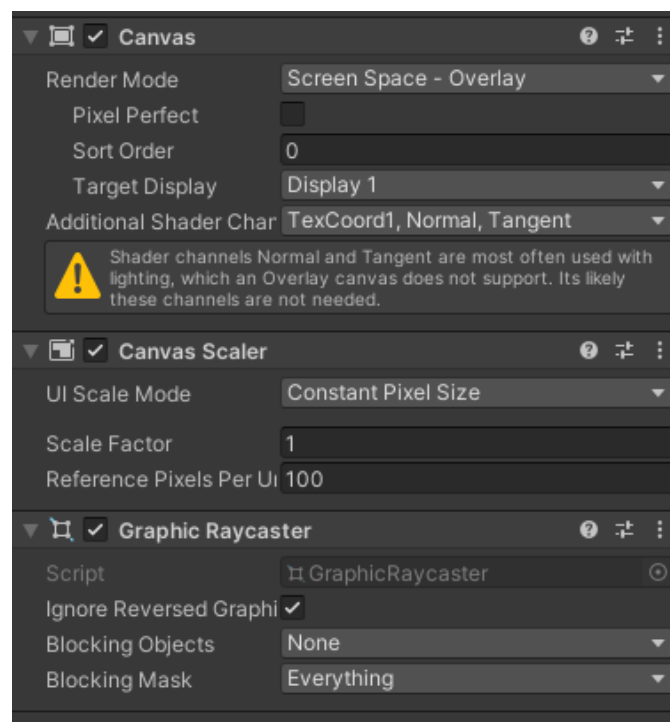 Canvas
Render Mode Screen Space - Overlay
Pixel Perfect
Sort Order 0
Target Display Display 1
Additional Shader Chan TexCoord1, Normal, Tangent
Shader channels Normal and Tangent are most often used with
lighting, which an Overlay canvas does not support. Its likely
these channels are not needed.
Canvas Scaler
UI Scale Mode Constant Pixel Size
Scale Factor 1
Reference Pixels Per Ui 100
Graphic Raycaster
Script GraphicRaycaster
Ignore Reversed Graphi
Blocking Objects None
Blocking Mask Everything